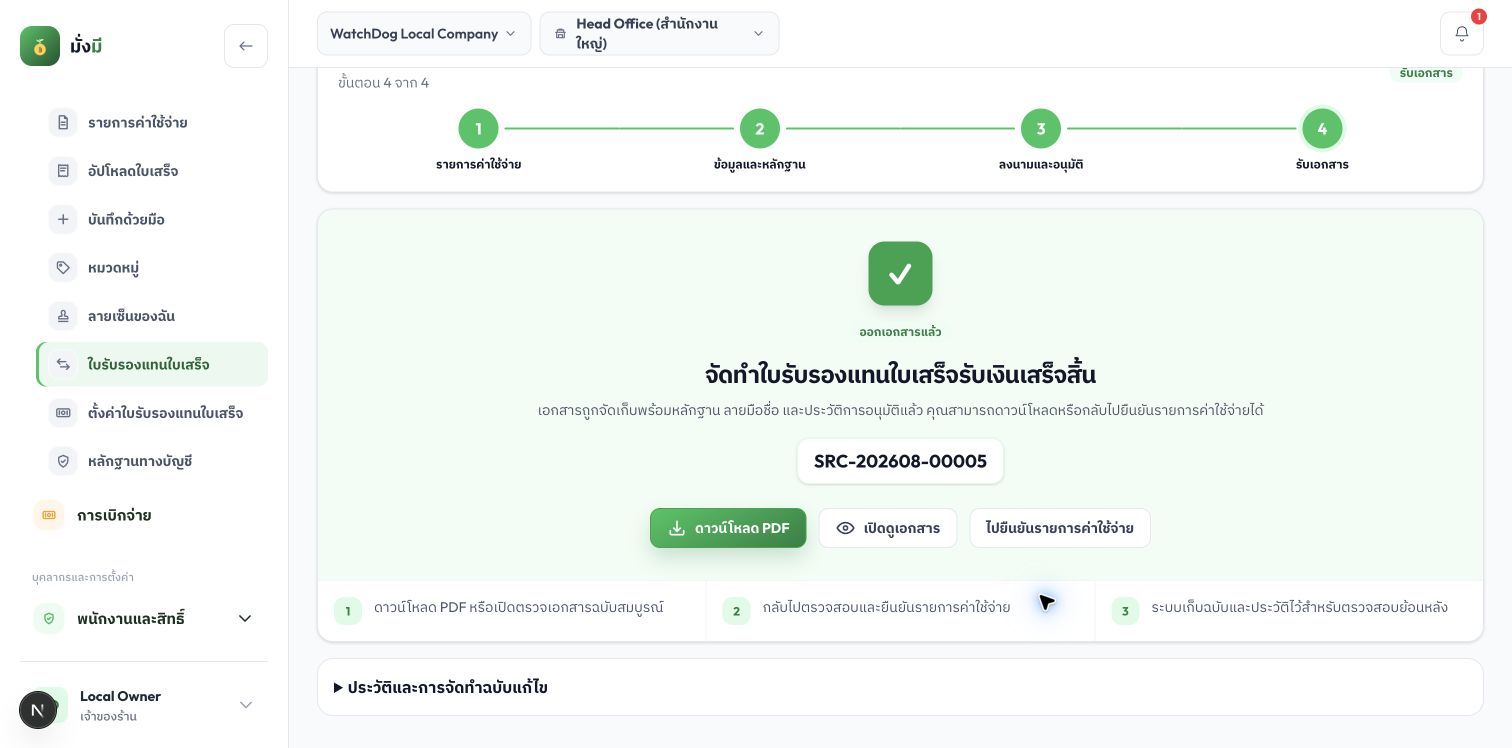 มั่งมี
WatchDog Local Company
Head Office (สำนักงาน
ใหญ่)
1
รายการค่าใช้จ่าย
อัปโหลดใบเสร็จ
บันทึกด้วยมือ
หมวดหมู่
ลายเซ็นของฉัน
ใบรับรองแทนใบเสร็จ
ตั้งค่าใบรับรองแทนใบเสร็จ
หลักฐานทางบัญชี
การเบิกจ่าย
บุคลากรและการตั้งค่า
พนักงานและสิทธิ์
Local Owner
เจ้าของร้าน
N
ขั้นตอน 4 จาก 4
รับเอกสาร
1
รายการค่าใช้จ่าย
2
ข้อมูลและหลักฐาน
3
ลงนามและอนุมัติ
4
รับเอกสาร
ออกเอกสารแล้ว
จัดทำใบรับรองแทนใบเสร็จรับเงินเสร็จสิ้น
เอกสารถูกจัดเก็บพร้อมหลักฐาน ลายมือชื่อ และประวัติการอนุมัติแล้ว คุณสามารถดาวน์โหลดหรือกลับไปยืนยันรายการค่าใช้จ่ายได้
SRC-202608-00005
ดาวน์โหลด PDF
เปิดดูเอกสาร
ไปยืนยันรายการค่าใช้จ่าย
1 ดาวน์โหลด PDF หรือเปิดตรวจเอกสารฉบับสมบูรณ์
2 กลับไปตรวจสอบและยืนยันรายการค่าใช้จ่าย
3 ระบบเก็บฉบับและประวัติไว้สำหรับตรวจสอบย้อนหลัง
ประวัติและการจัดทำฉบับแก้ไข